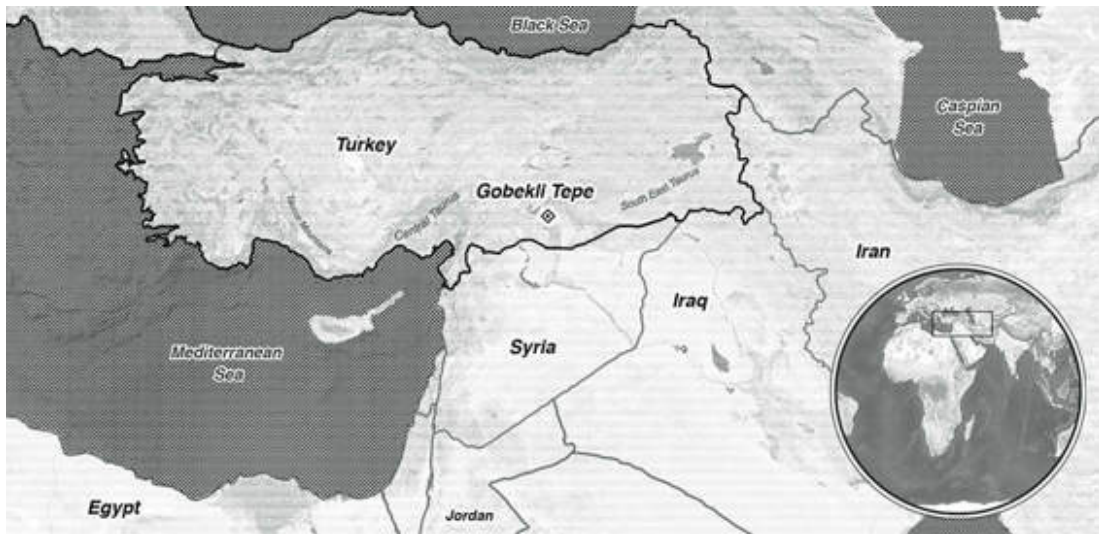 Black Sea
Caspian
Sea
Turkey
Gobekli Tepe
South East Taurus
Central Taurus
Iran
Iraq
Syria
Mediterranean
Sea
Egypt
Jordan